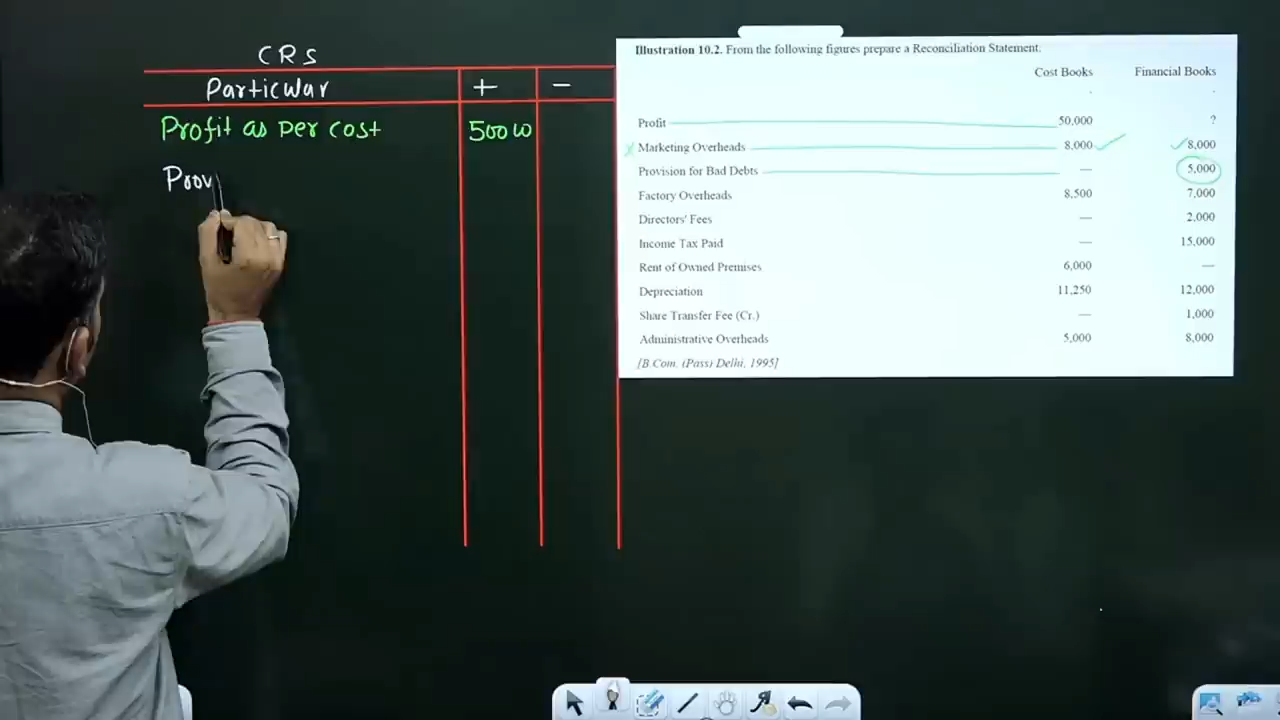 CRS
Particular + −
Profit as per cost 50000
Prov
Illustration 10.2. From the following figures prepare a Reconciliation Statement.
Cost Books Financial Books
Profit 50,000 ?
Marketing Overheads 8,000 8,000
Provision for Bad Debts — 5,000
Factory Overheads 8,500 7,000
Directors' Fees — 2,000
Income Tax Paid — 15,000
Rent of Owned Premises 6,000 —
Depreciation 11,250 12,000
Share Transfer Fee (Cr.) — 1,000
Administrative Overheads 5,000 8,000
[B.Com. (Pass) Delhi, 1995]